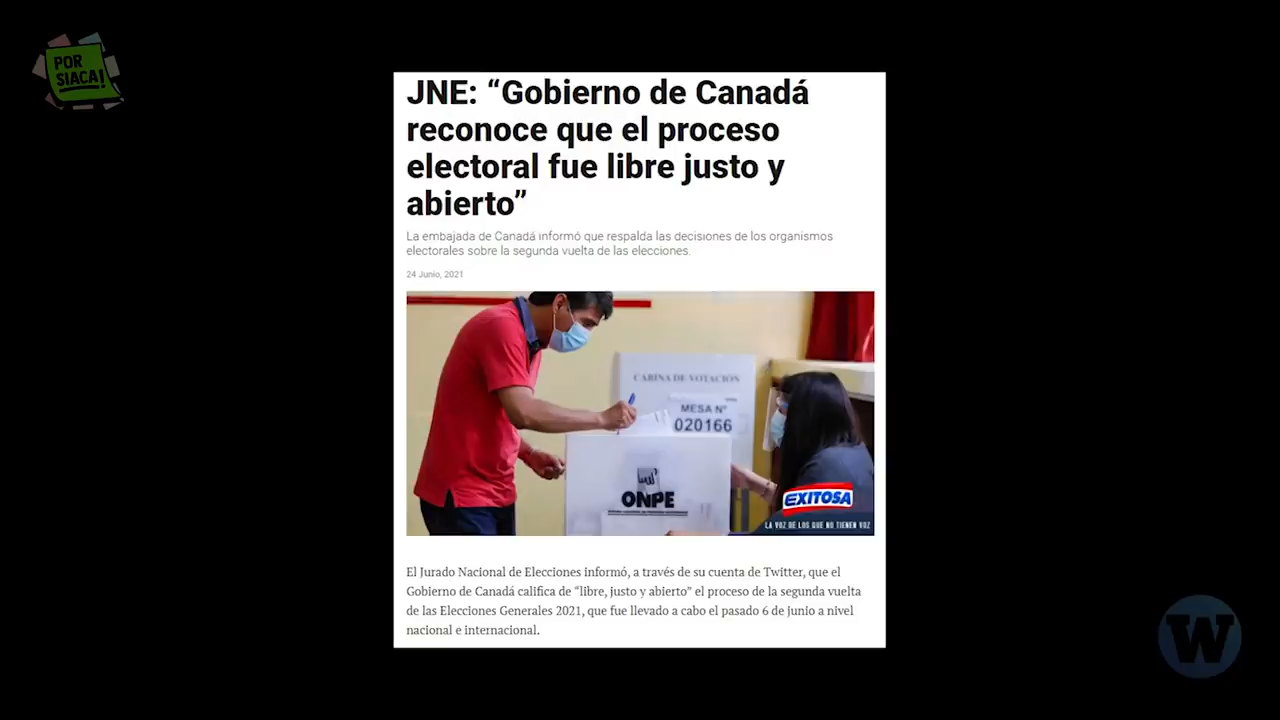 POR
SIACA!
JNE: “Gobierno de Canadá
reconoce que el proceso
electoral fue libre justo y
abierto”
La embajada de Canadá informó que respalda las decisiones de los organismos
electorales sobre la segunda vuelta de las elecciones.
24 Junio, 2021
CABINA DE VOTACIÓN
MESA N°
020166
ONPE
EXITOSA
LA VOZ DE LOS QUE NO TIENEN VOZ
El Jurado Nacional de Elecciones informó, a través de su cuenta de Twitter, que el
Gobierno de Canadá califica de “libre, justo y abierto” el proceso de la segunda vuelta
de las Elecciones Generales 2021, que fue llevado a cabo el pasado 6 de junio a nivel
nacional e internacional.
W